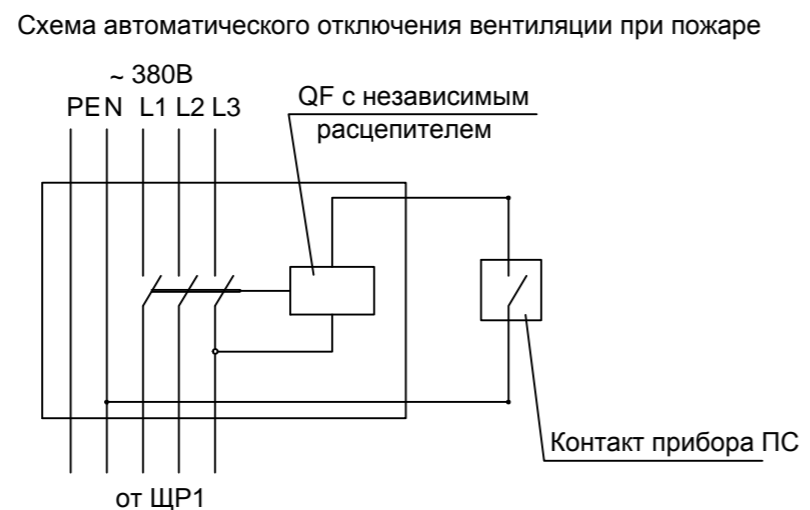 Схема автоматического отключения вентиляции при пожаре
~ 380В
PE N L1 L2 L3
QF с независимым
расцепителем
Контакт прибора ПС
от ЩР1